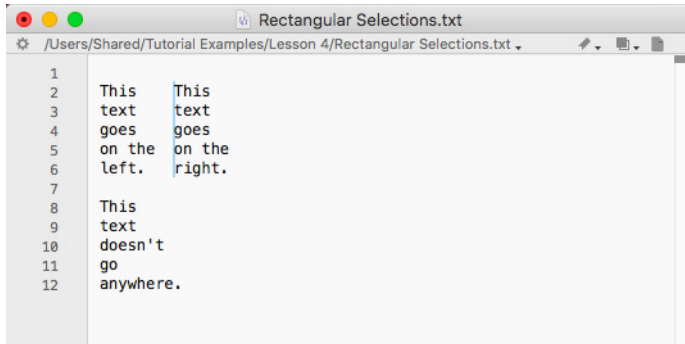 Rectangular Selections.txt
/Users/Shared/Tutorial Examples/Lesson 4/Rectangular Selections.txt
1
2 This This
3 text text
4 goes goes
5 on the on the
6 left. right.
7
8 This
9 text
10 doesn't
11 go
12 anywhere.